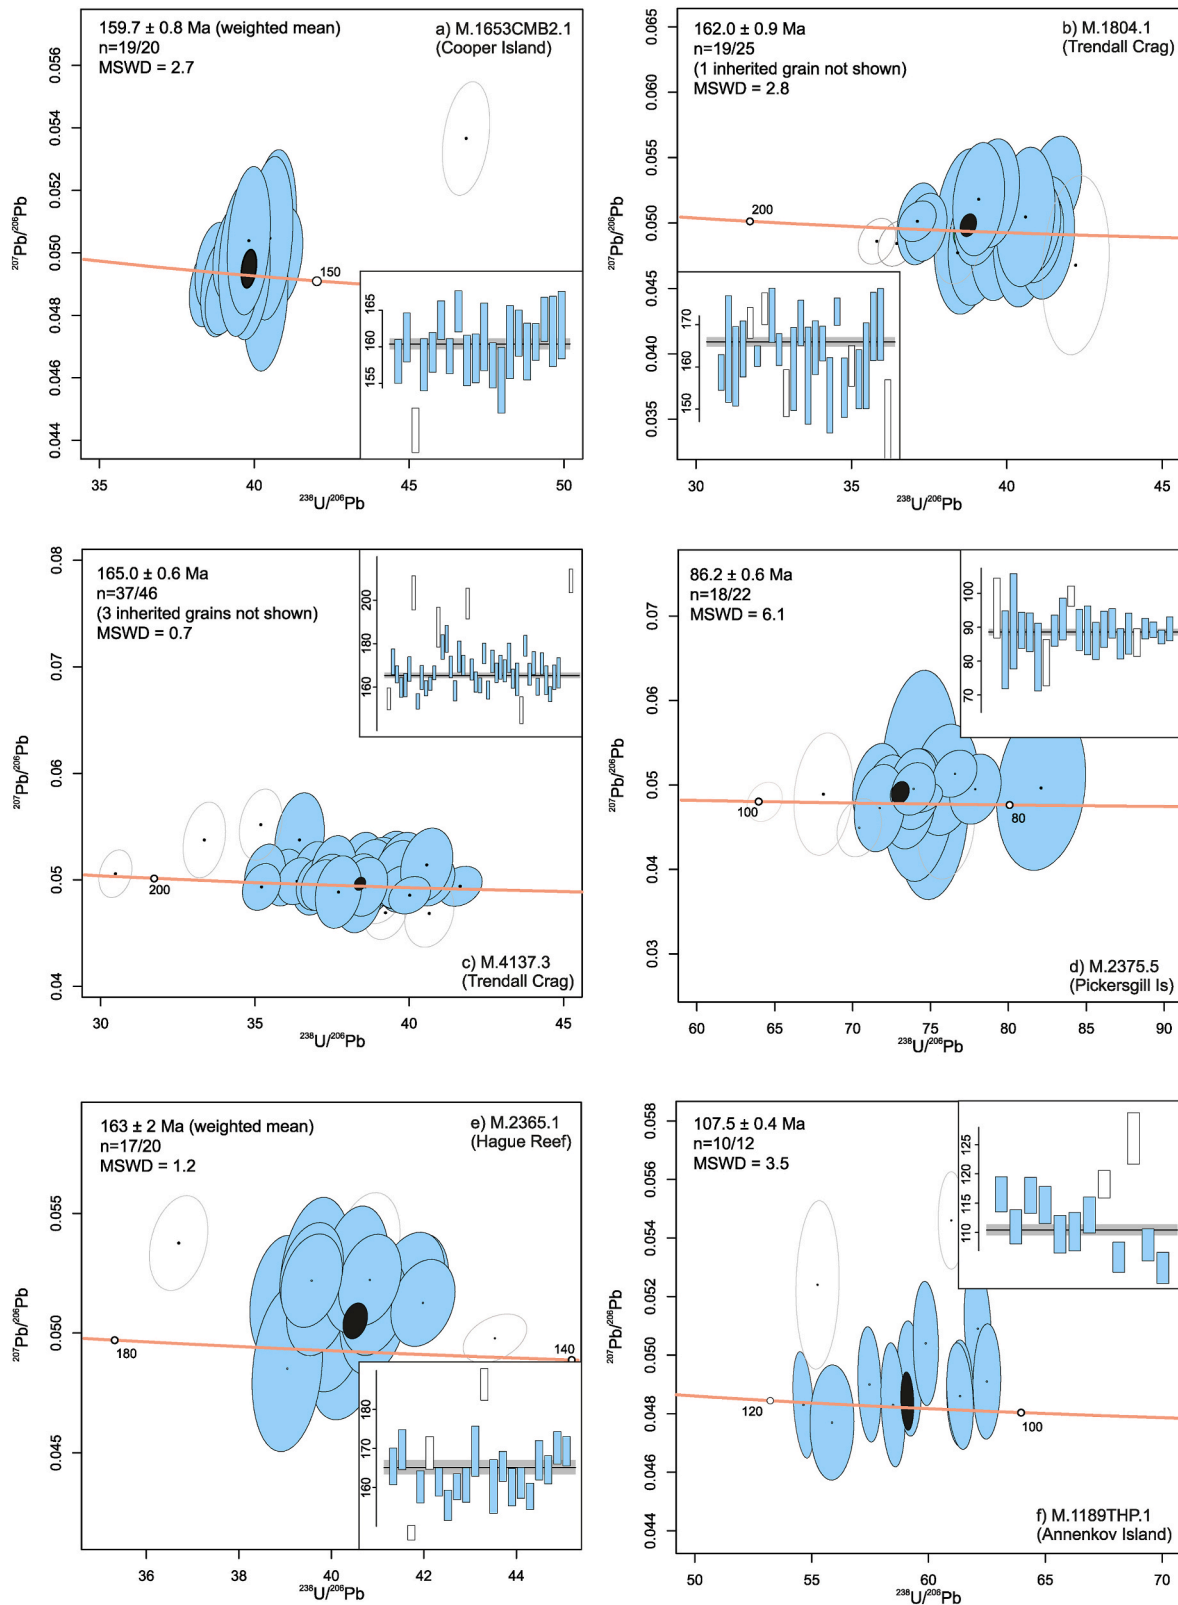 159.7 ± 0.8 Ma (weighted mean)
n=19/20
MSWD = 2.7
a) M.1653CMB2.1
(Cooper Island)
0.056
0.054
0.052
0.050
0.048
0.046
0.044
207Pb/206Pb
150
165
160
155
35
40
45
50
238U/206Pb
162.0 ± 0.9 Ma
n=19/25
(1 inherited grain not shown)
MSWD = 2.8
b) M.1804.1
(Trendall Crag)
0.065
0.060
0.055
0.050
0.045
0.040
0.035
207Pb/206Pb
200
170
160
150
30
35
40
45
238U/206Pb
165.0 ± 0.6 Ma
n=37/46
(3 inherited grains not shown)
MSWD = 0.7
0.08
0.07
0.06
0.05
0.04
207Pb/206Pb
200
200
180
160
c) M.4137.3
(Trendall Crag)
30
35
40
45
238U/206Pb
86.2 ± 0.6 Ma
n=18/22
MSWD = 6.1
0.07
0.06
0.05
0.04
0.03
207Pb/206Pb
100
80
100
90
80
70
d) M.2375.5
(Pickersgill Is)
60
65
70
75
80
85
90
238U/206Pb
163 ± 2 Ma (weighted mean)
n=17/20
MSWD = 1.2
e) M.2365.1
(Hague Reef)
0.055
0.050
0.045
207Pb/206Pb
180
140
180
170
160
36
38
40
42
44
238U/206Pb
107.5 ± 0.4 Ma
n=10/12
MSWD = 3.5
0.058
0.056
0.054
0.052
0.050
0.048
0.046
0.044
207Pb/206Pb
120
100
125
120
115
110
f) M.1189THP.1
(Annenkov Island)
50
55
60
65
70
238U/206Pb